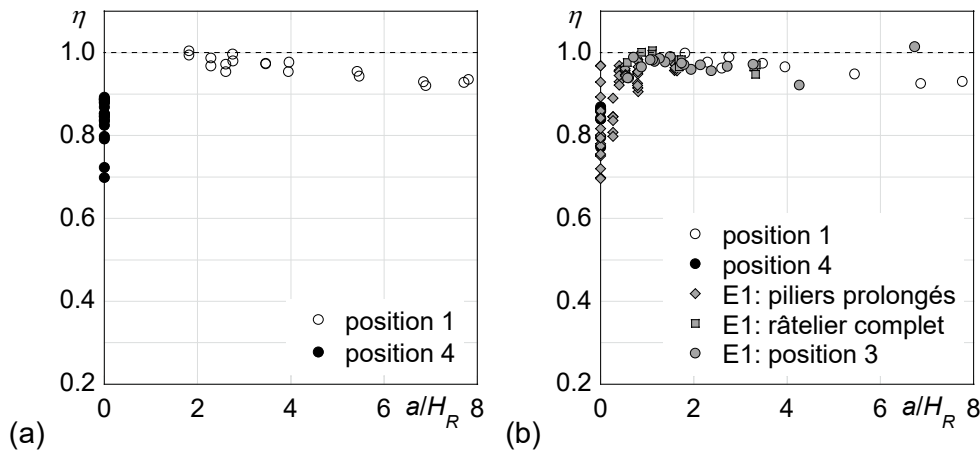 η
1.0
0.8
0.6
0.4
0.2
0
2
4
6
8
a/H_R
position 1
position 4
(a)
η
1.0
0.8
0.6
0.4
0.2
0
2
4
6
8
a/H_R
position 1
position 4
E1: piliers prolongés
E1: râtelier complet
E1: position 3
(b)